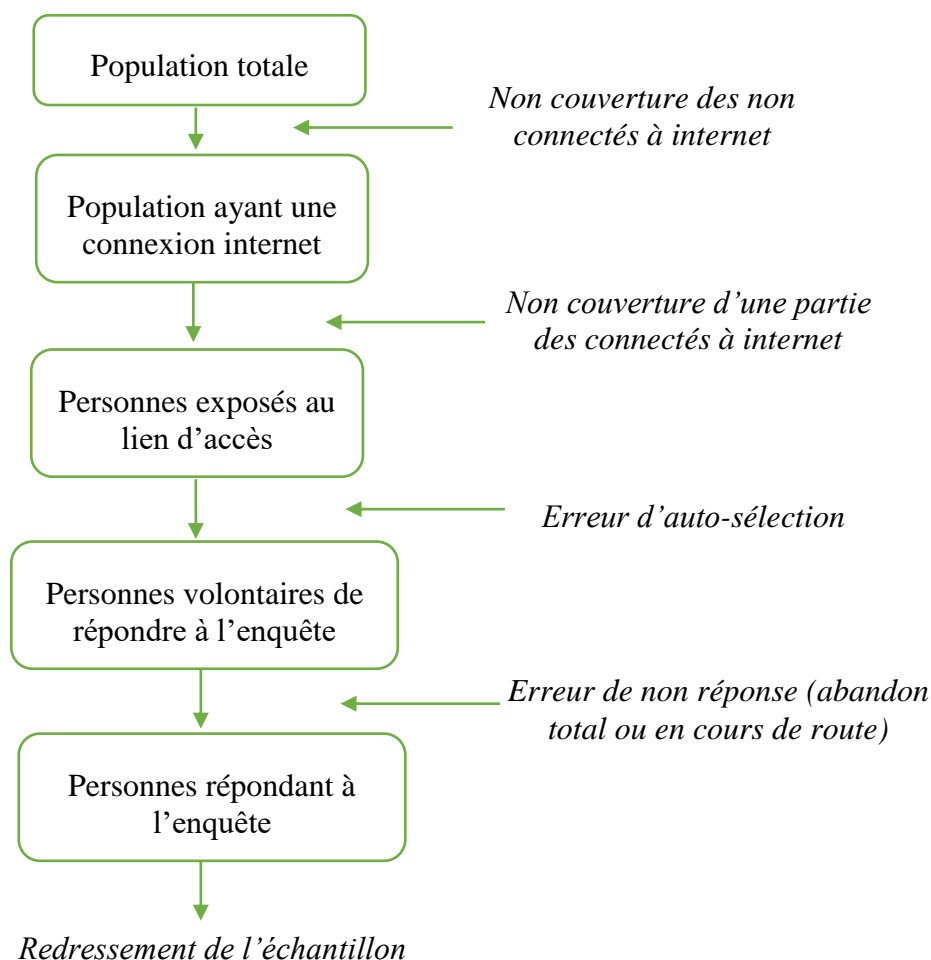 Population totale
Non couverture des non
connectés à internet
Population ayant une
connexion internet
Non couverture d’une partie
des connectés à internet
Personnes exposés au
lien d’accès
Erreur d’auto-sélection
Personnes volontaires de
répondre à l’enquête
Erreur de non réponse (abandon
total ou en cours de route)
Personnes répondant à
l’enquête
Redressement de l’échantillon